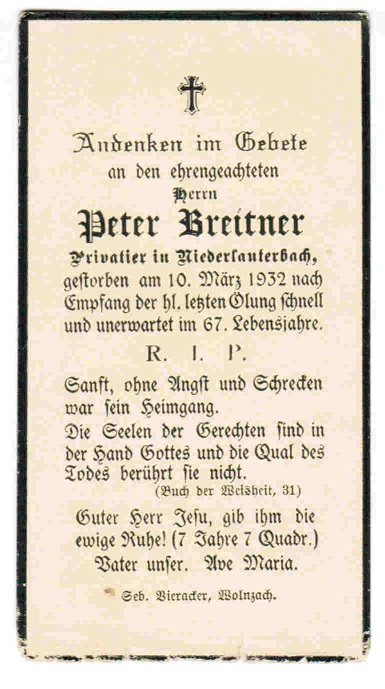 Andenken im Gebete
an den ehrengeachteten
Herrn
Peter Breitner
Privatier in Niederlauterbach,
gestorben am 10. März 1932 nach
Empfang der hl. letzten Ölung schnell
und unerwartet im 67. Lebensjahre.
R. I. P.
Sanft, ohne Angst und Schrecken
war sein Heimgang.
Die Seelen der Gerechten sind in
der Hand Gottes und die Qual des
Todes berührt sie nicht.
(Buch der Weisheit, 31)
Guter Herr Jesu, gib ihm die
ewige Ruhe! (7 Jahre 7 Quadr.)
Vater unser. Ave Maria.
Seb. Vieracker, Wolnzach.